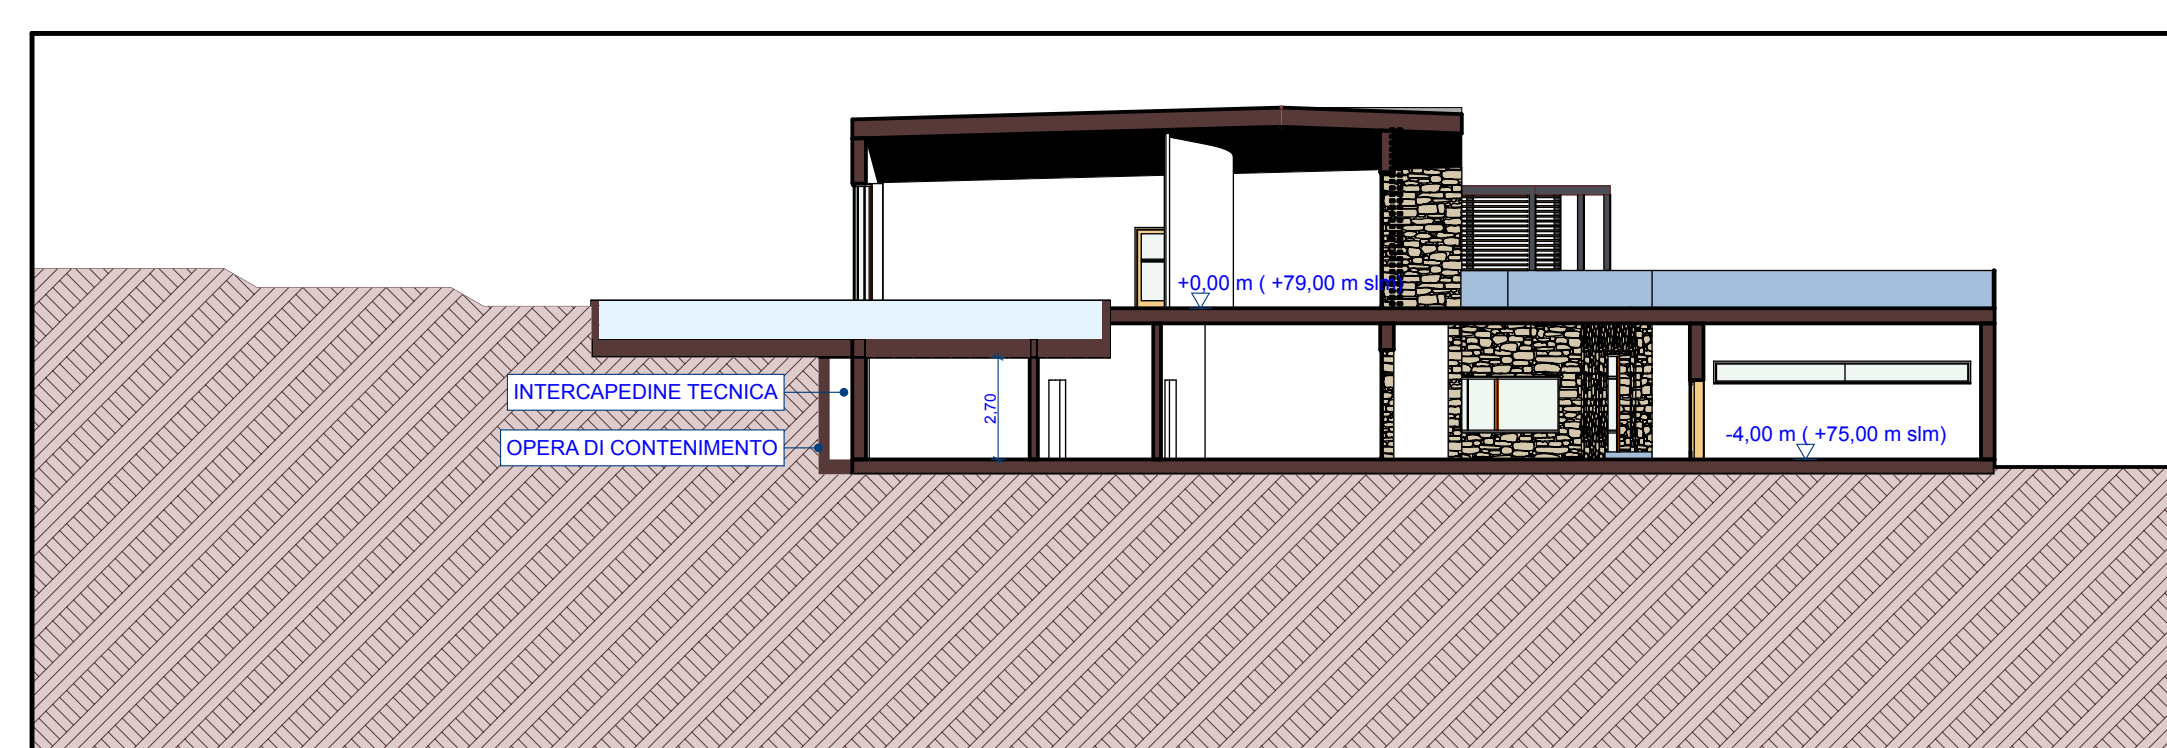 +0,00 m ( +79,00 m slm)
INTERCAPEDINE TECNICA
2,70
OPERA DI CONTENIMENTO
-4,00 m ( +75,00 m slm)